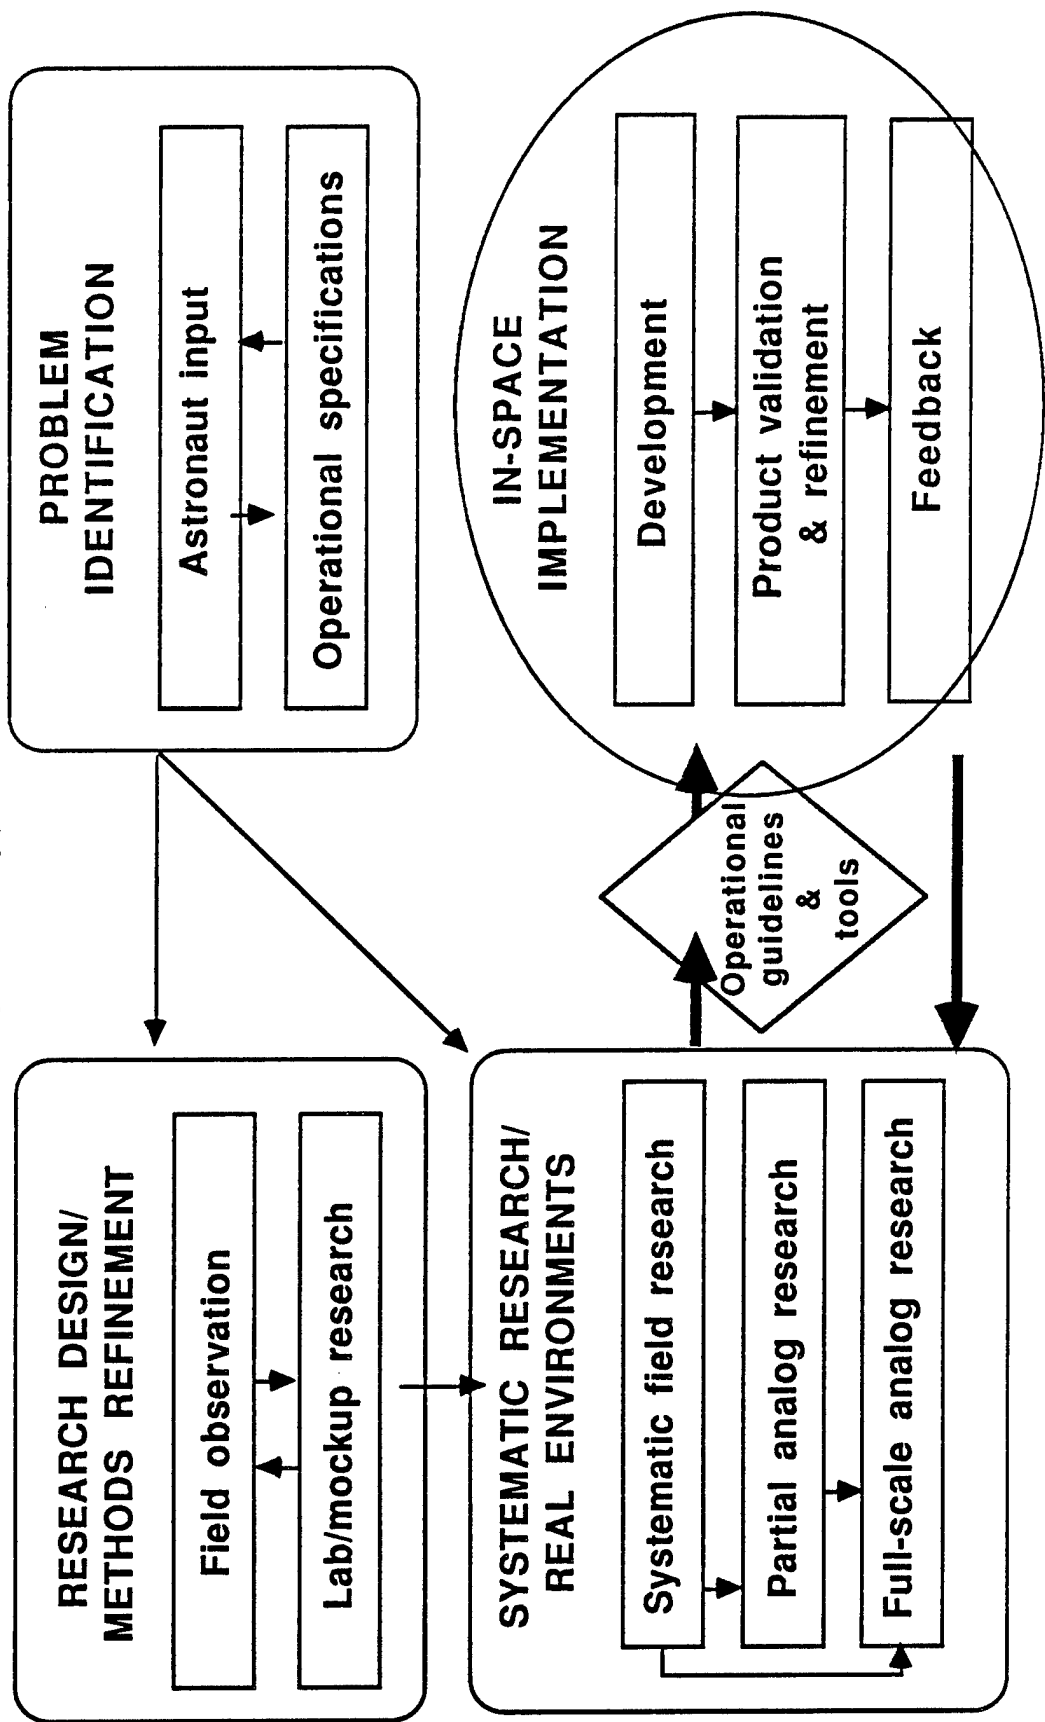 RESEARCH DESIGN/
METHODS REFINEMENT
Field observation
Lab/mockup research
PROBLEM
IDENTIFICATION
Astronaut input
Operational specifications
SYSTEMATIC RESEARCH/
REAL ENVIRONMENTS
Systematic field research
Partial analog research
Full-scale analog research
Operational
guidelines
&
tools
IN-SPACE
IMPLEMENTATION
Development
Product validation
& refinement
Feedback